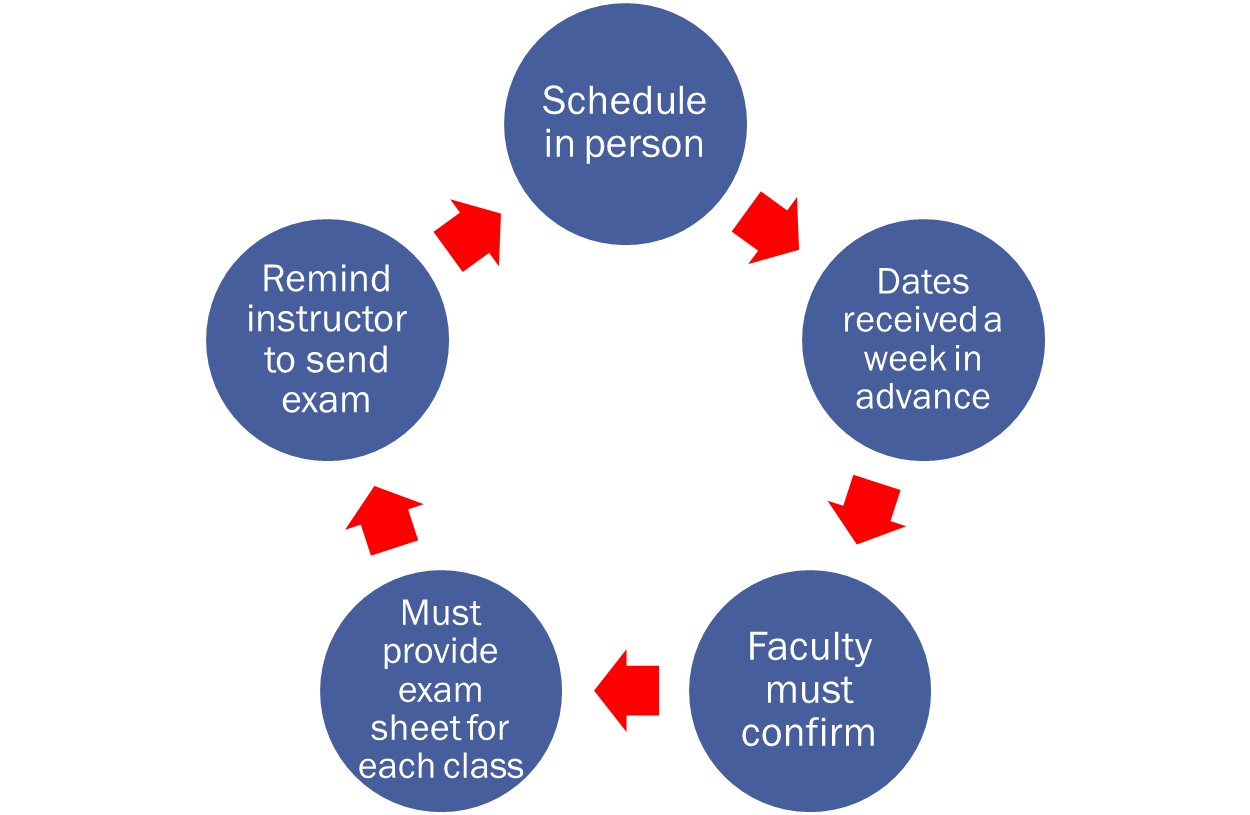 Schedule
in person
Dates
received a
week in
advance
Faculty
must
confirm
Must
provide
exam
sheet for
each class
Remind
instructor
to send
exam